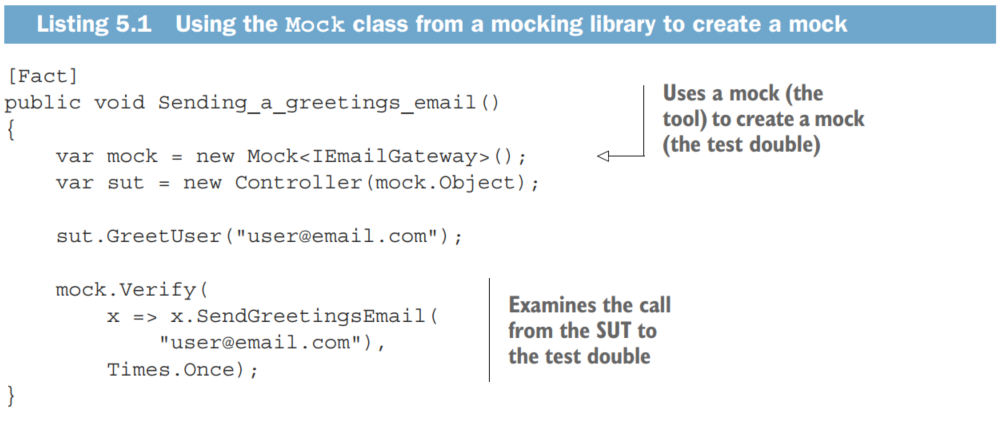 Listing 5.1 Using the Mock class from a mocking library to create a mock
[Fact]
public void Sending_a_greetings_email()
{
    var mock = new Mock<IEmailGateway>();
    var sut = new Controller(mock.Object);
    sut.GreetUser("user@email.com");
    mock.Verify(
        x => x.SendGreetingsEmail(
            "user@email.com"),
        Times.Once);
}
Uses a mock (the
tool) to create a mock
(the test double)
Examines the call
from the SUT to
the test double